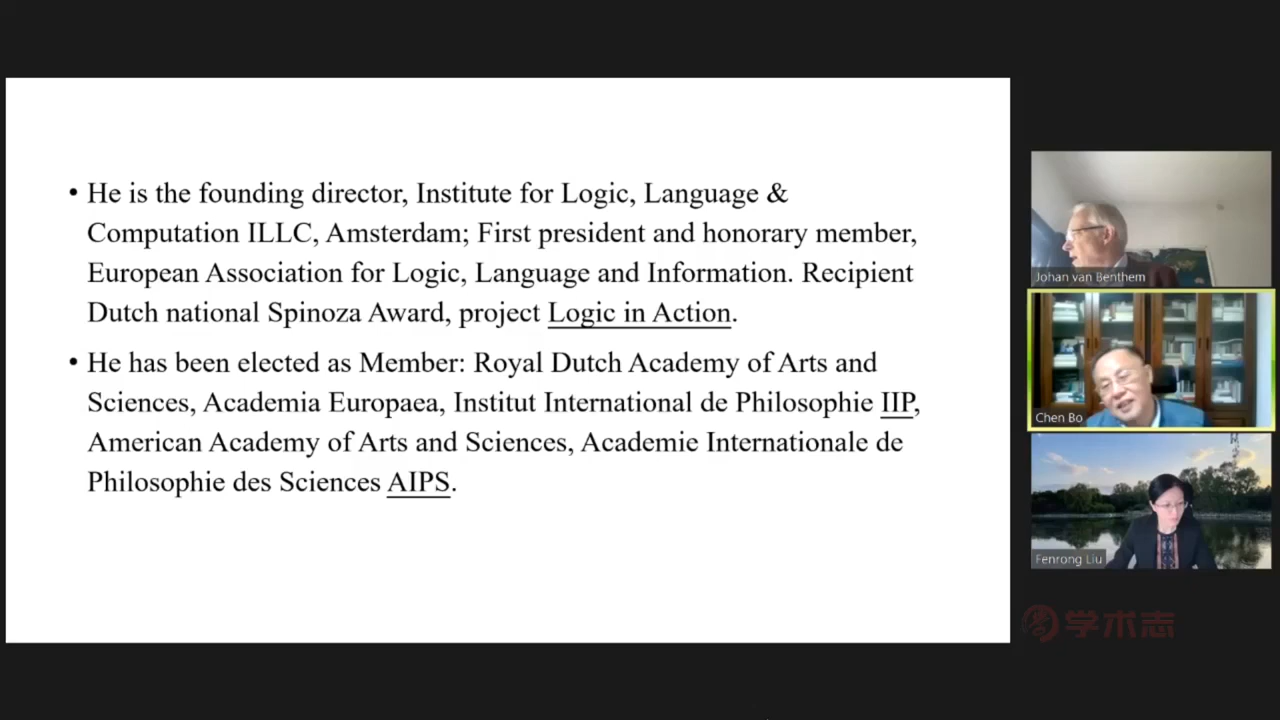 • He is the founding director, Institute for Logic, Language &
Computation ILLC, Amsterdam; First president and honorary member,
European Association for Logic, Language and Information. Recipient
Dutch national Spinoza Award, project Logic in Action.
• He has been elected as Member: Royal Dutch Academy of Arts and
Sciences, Academia Europaea, Institut International de Philosophie IIP,
American Academy of Arts and Sciences, Academie Internationale de
Philosophie des Sciences AIPS.
Johan van Benthem
Chen Bo
Fenrong Liu
学术志